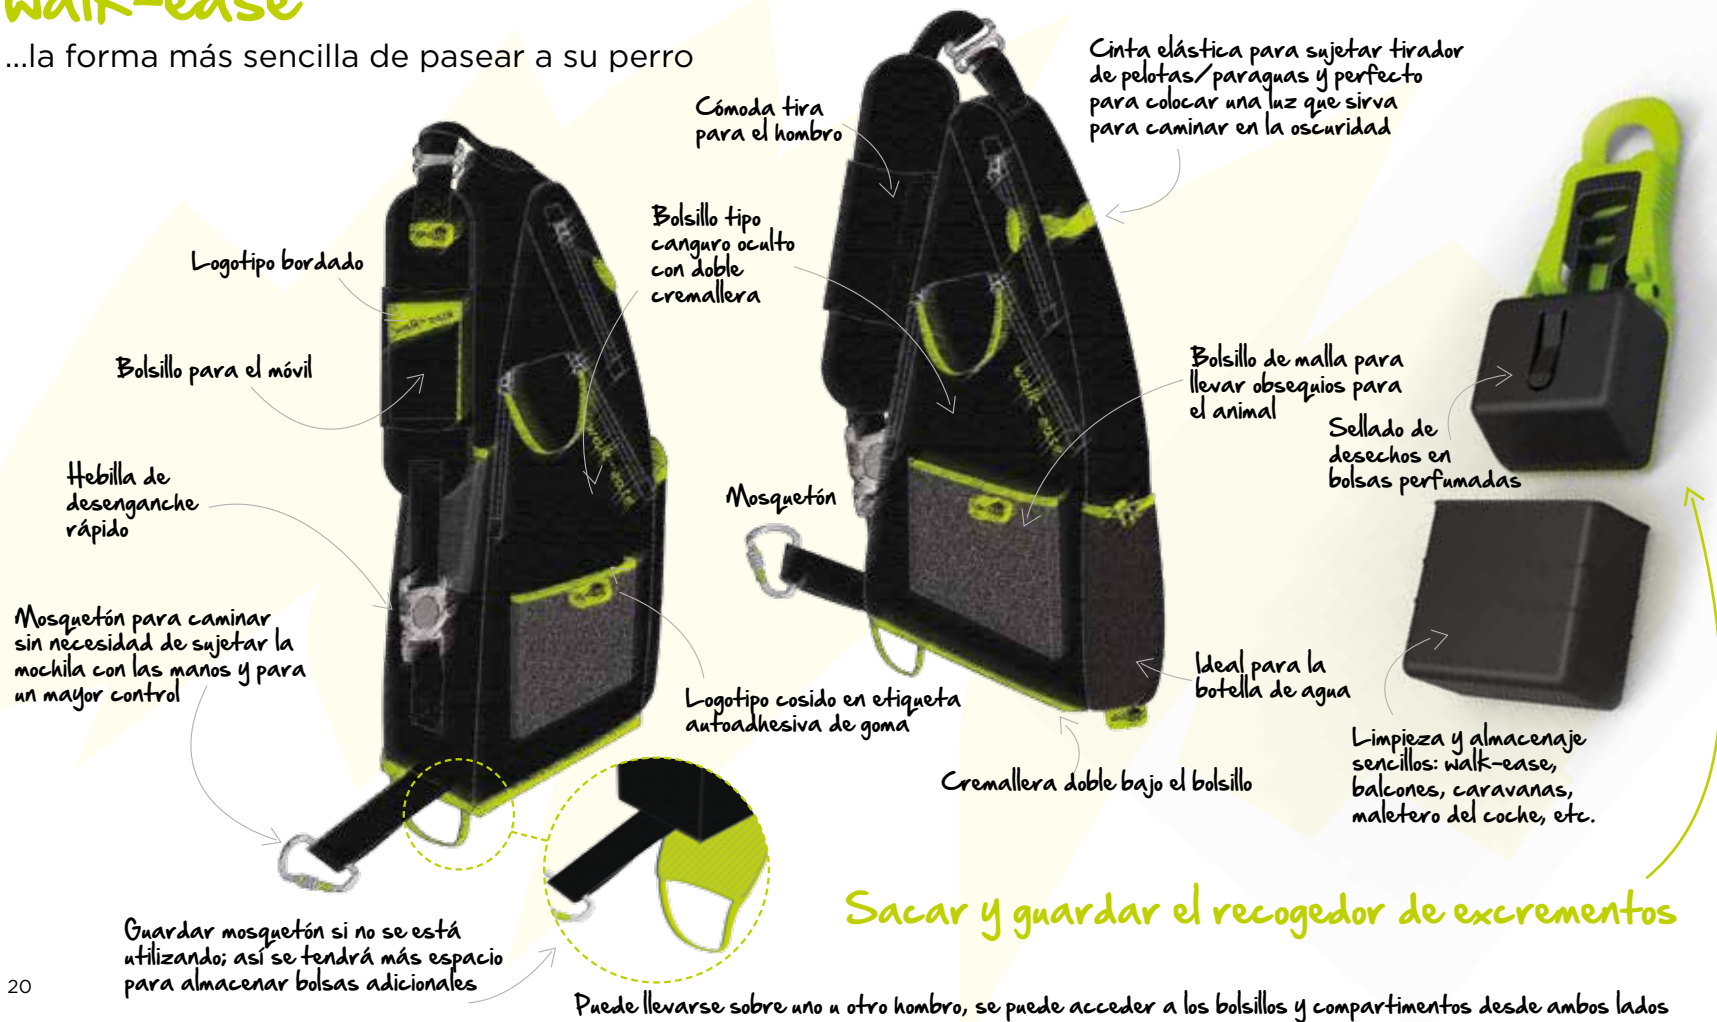 walk-ease
...la forma más sencilla de pasear a su perro
Cinta elástica para sujetar tirador
de pelotas/paraguas y perfecto
para colocar una luz que sirva
para caminar en la oscuridad
Cómoda tira
para el hombro
Bolsillo tipo
canguro oculto
con doble
cremallera
Logotipo bordado
walk-ease
Bolsillo para el móvil
walk-ease
walk-ease
Bolsillo de malla para
llevar obsequios para
el animal
Sellado de
desechos en
bolsas perfumadas
Hebilla de
desenganche
rápido
Mosquetón
Mosquetón para caminar
sin necesidad de sujetar la
mochila con las manos y para
un mayor control
Logotipo cosido en etiqueta
autoadhesiva de goma
Ideal para la
botella de agua
Cremallera doble bajo el bolsillo
Limpieza y almacenaje
sencillos: walk-ease,
balcones, caravanas,
maletero del coche, etc.
Sacar y guardar el recogedor de excrementos
Guardar mosquetón si no se está
utilizando; así se tendrá más espacio
para almacenar bolsas adicionales
20
Puede llevarse sobre uno u otro hombro, se puede acceder a los bolsillos y compartimentos desde ambos lados